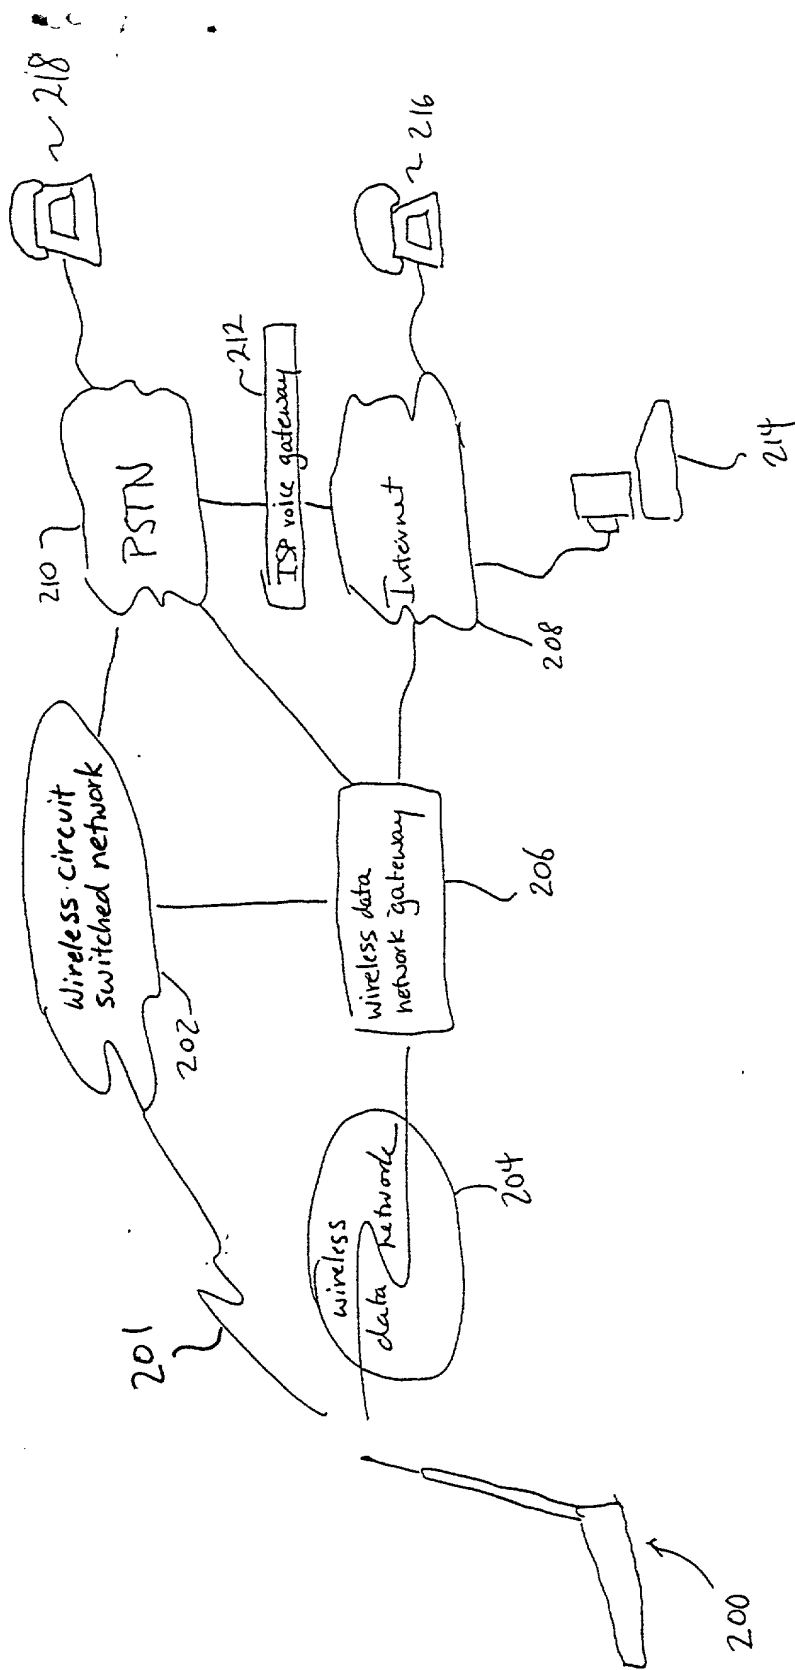 218
PSTN
210
Wireless circuit
switched network
202
201
212
ISP voice gateway
216
Internet
208
214
wireless data
network gateway
206
wireless
data network
204
200